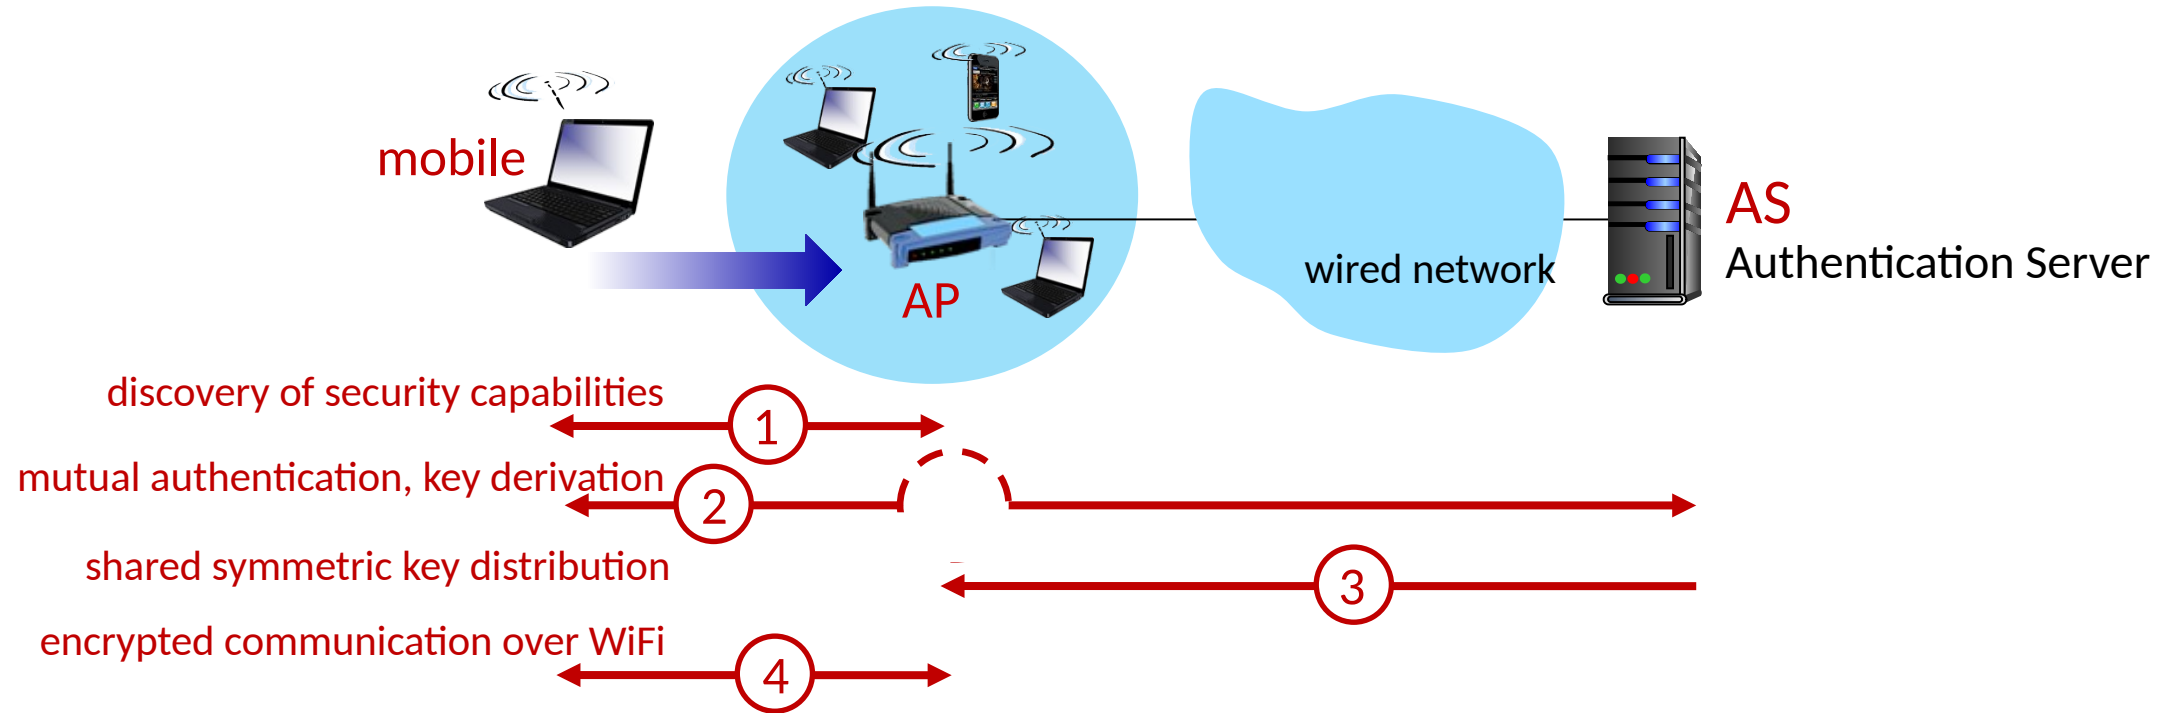 mobile
AP
wired network
AS
Authentication Server
discovery of security capabilities
1
mutual authentication, key derivation
2
shared symmetric key distribution
3
encrypted communication over WiFi
4